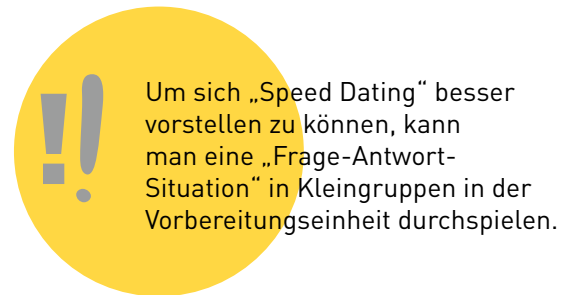 !!
Um sich „Speed Dating“ besser
vorstellen zu können, kann
man eine „Frage-Antwort-
Situation“ in Kleingruppen in der
Vorbereitungseinheit durchspielen.